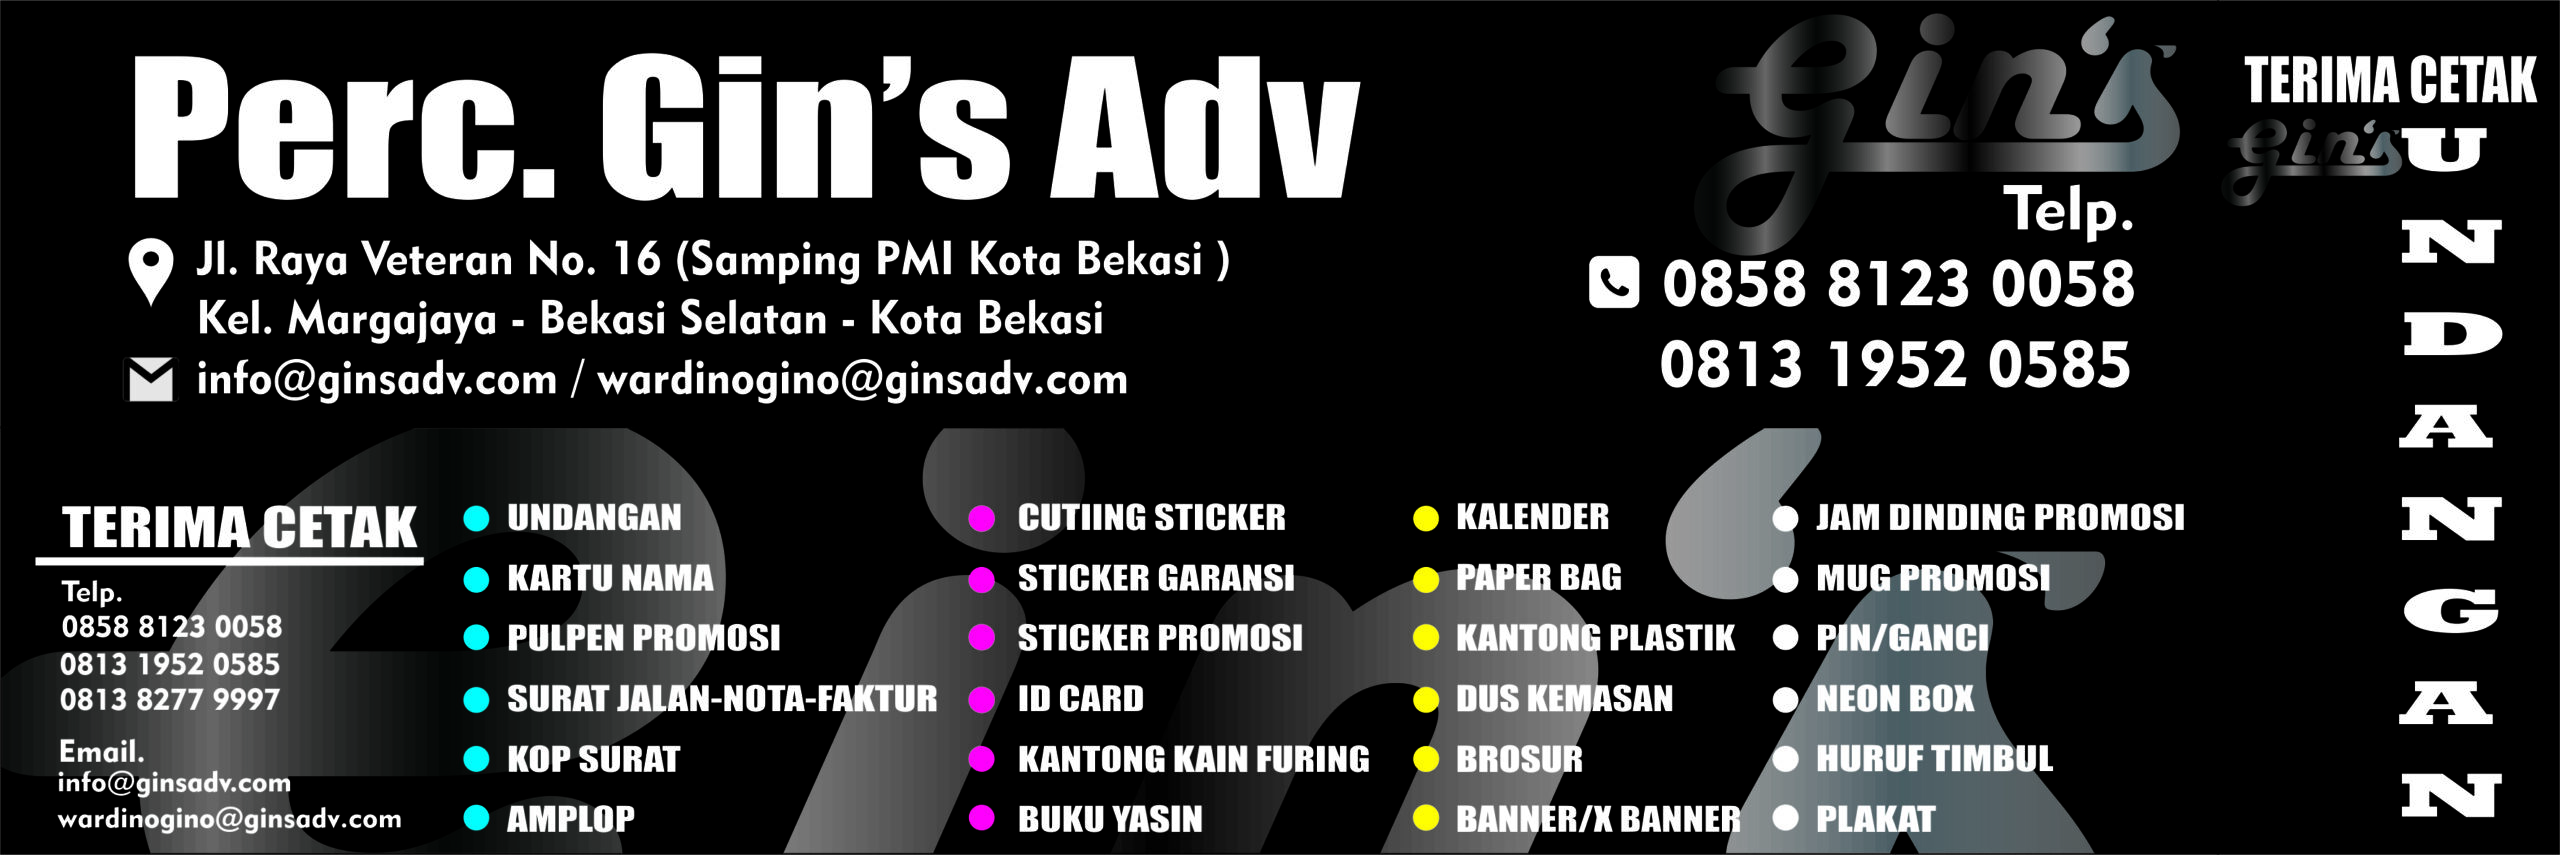 Perc. Gin's Adv
Jl. Raya Veteran No. 16 (Samping PMI Kota Bekasi )
Kel. Margajaya - Bekasi Selatan - Kota Bekasi
info@ginsadv.com / wardinogino@ginsadv.com
Gin's
Telp.
0858 8123 0058
0813 1952 0585
TERIMA CETAK
Gin's
U
N
D
A
N
G
A
N
Gin's
TERIMA CETAK
Telp.
0858 8123 0058
0813 1952 0585
0813 8277 9997
Email.
info@ginsadv.com
wardinogino@ginsadv.com
UNDANGAN
KARTU NAMA
PULPEN PROMOSI
SURAT JALAN-NOTA-FAKTUR
KOP SURAT
AMPLOP
CUTIING STICKER
STICKER GARANSI
STICKER PROMOSI
ID CARD
KANTONG KAIN FURING
BUKU YASIN
KALENDER
PAPER BAG
KANTONG PLASTIK
DUS KEMASAN
BROSUR
BANNER/X BANNER
JAM DINDING PROMOSI
MUG PROMOSI
PIN/GANCI
NEON BOX
HURUF TIMBUL
PLAKAT